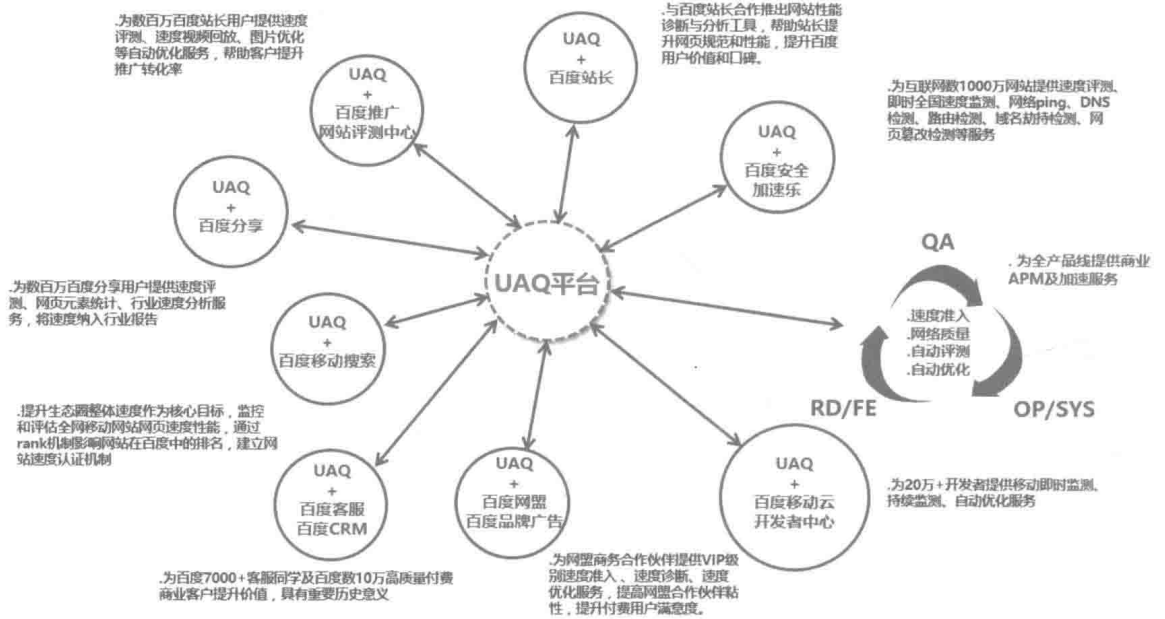 .为数百万百度站长用户提供速度
评测、速度视频回放、图片优化
等自动优化服务，帮助客户提升
推广转化率
UAQ
+
百度推广
网站评测中心
UAQ
+
百度站长
.与百度站长合作推出网站性能
诊断与分析工具，帮助站长提
升网页规范和性能，提升百度
用户价值和口碑。
UAQ
+
百度安全
加速乐
.为互联网数1000万网站提供速度评测、
即时全国速度监测、网络ping、DNS
检测、路由检测、域名劫持检测、网
页篡改检测等服务
UAQ
+
百度分享
.为数百万百度分享用户提供速度评
测、网页元素统计、行业速度分析服
务，将速度纳入行业报告
UAQ平台
QA
.速度准入
.网络质量
.自动评测
.自动优化
RD/FE
OP/SYS
.为全产品线提供商业
APM及加速服务
UAQ
+
百度移动搜索
.提升生态圈整体速度作为核心目标，监控
和评估全网移动网站网页速度性能，通过
rank机制影响网站在百度中的排名，建立网
站速度认证机制
UAQ
+
百度客服
百度CRM
.为百度7000+客服同学及百度数10万高质量付费
商业客户提升价值，具有重要历史意义
UAQ
+
百度网盟
百度品牌广告
.为网盟商务合作伙伴提供VIP级
别速度准入、速度诊断、速度
优化服务，提高网盟合作伙伴粘
性，提升付费用户满意度。
UAQ
+
百度移动云
开发者中心
.为20万+开发者提供移动即时监测、
持续监测、自动优化服务